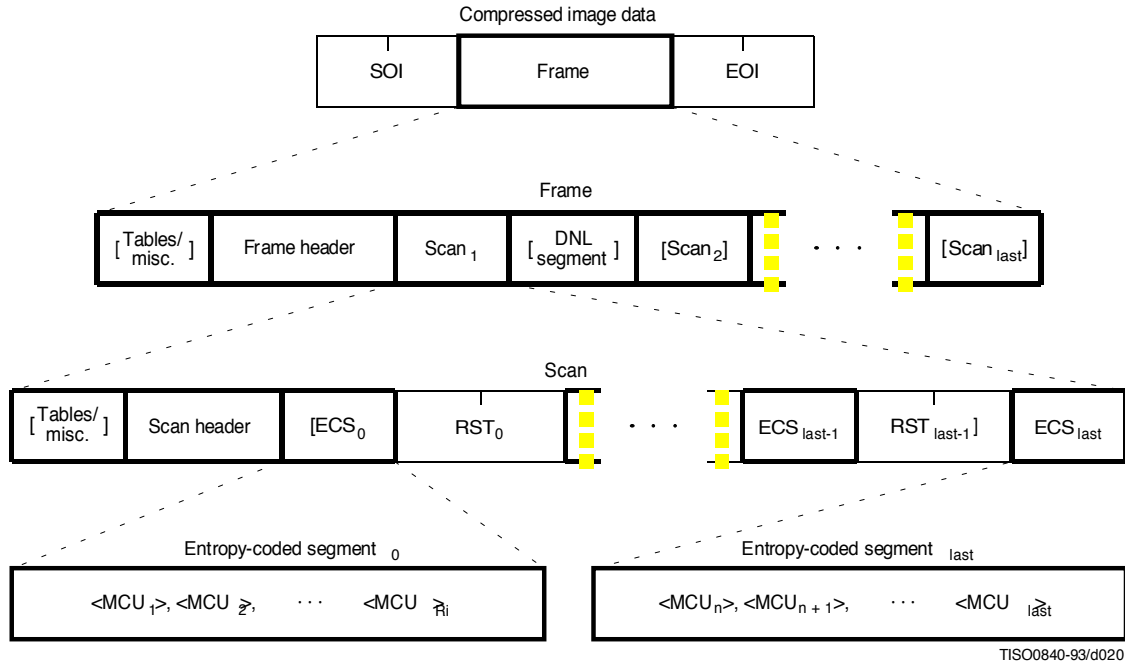 Compressed image data
SOI Frame EOI
Frame
[Tables/ misc.] Frame header Scan 1 [DNL segment] [Scan 2] · · · [Scan last]
Scan
[Tables/ misc.] Scan header [ECS 0 RST 0 · · · ECS last-1 RST last-1] ECS last
Entropy-coded segment 0 Entropy-coded segment last
<MCU 1>, <MCU 2>, · · · <MCU Ri> <MCU n>, <MCU n + 1>, · · · <MCU last>
TISO0840-93/d020